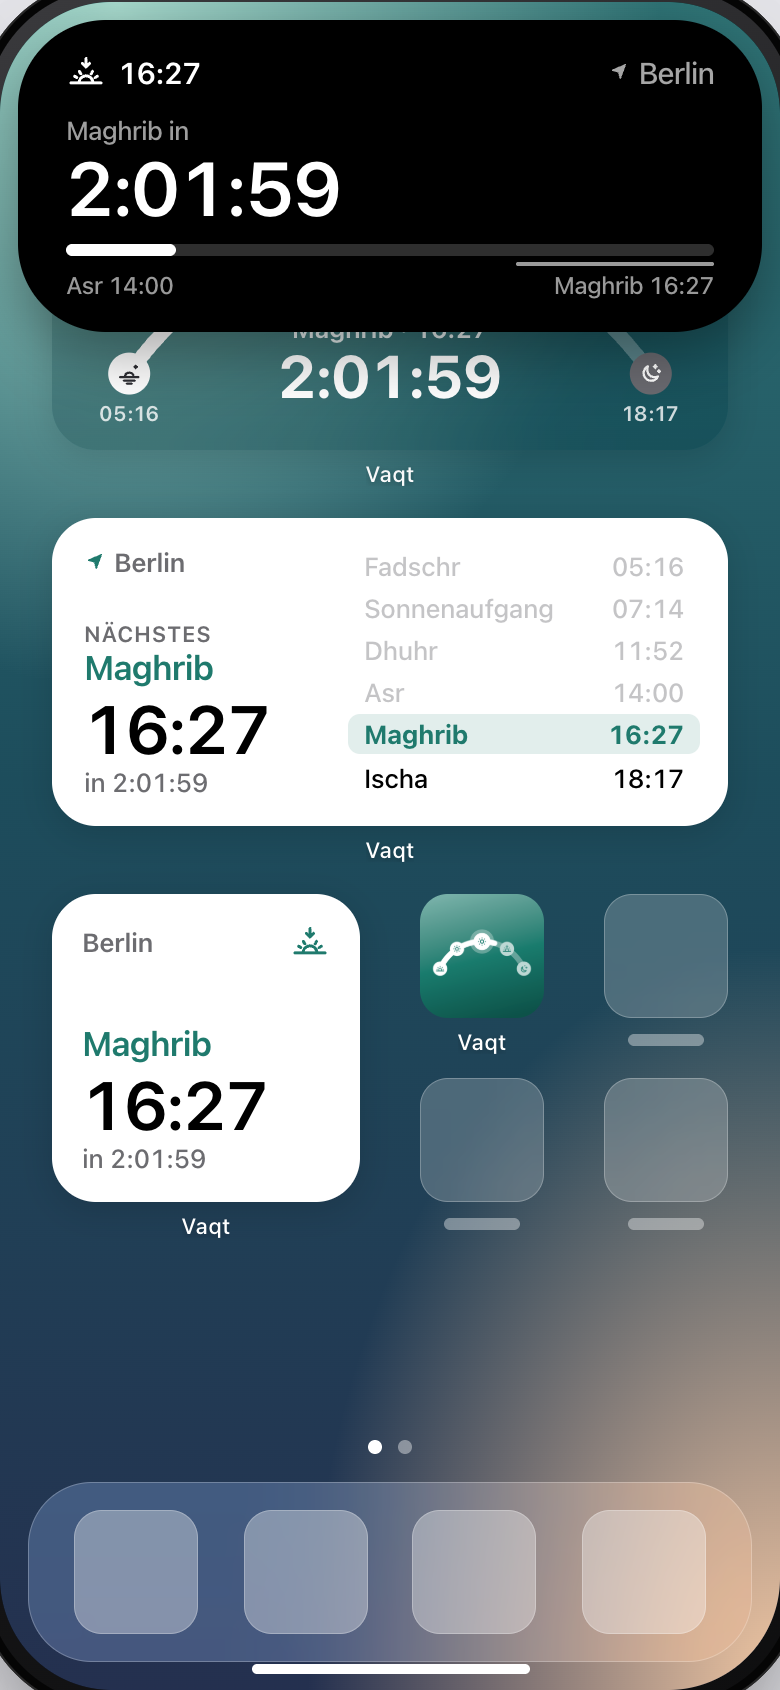 16:27
Berlin
Maghrib in
2:01:59
Asr 14:00
Maghrib 16:27
Maghrib · 16:27
2:01:59
05:16
18:17
Vaqt
Berlin
NÄCHSTES
Maghrib
16:27
in 2:01:59
Fadschr 05:16
Sonnenaufgang 07:14
Dhuhr 11:52
Asr 14:00
Maghrib 16:27
Ischa 18:17
Vaqt
Berlin
Maghrib
16:27
in 2:01:59
Vaqt
Vaqt